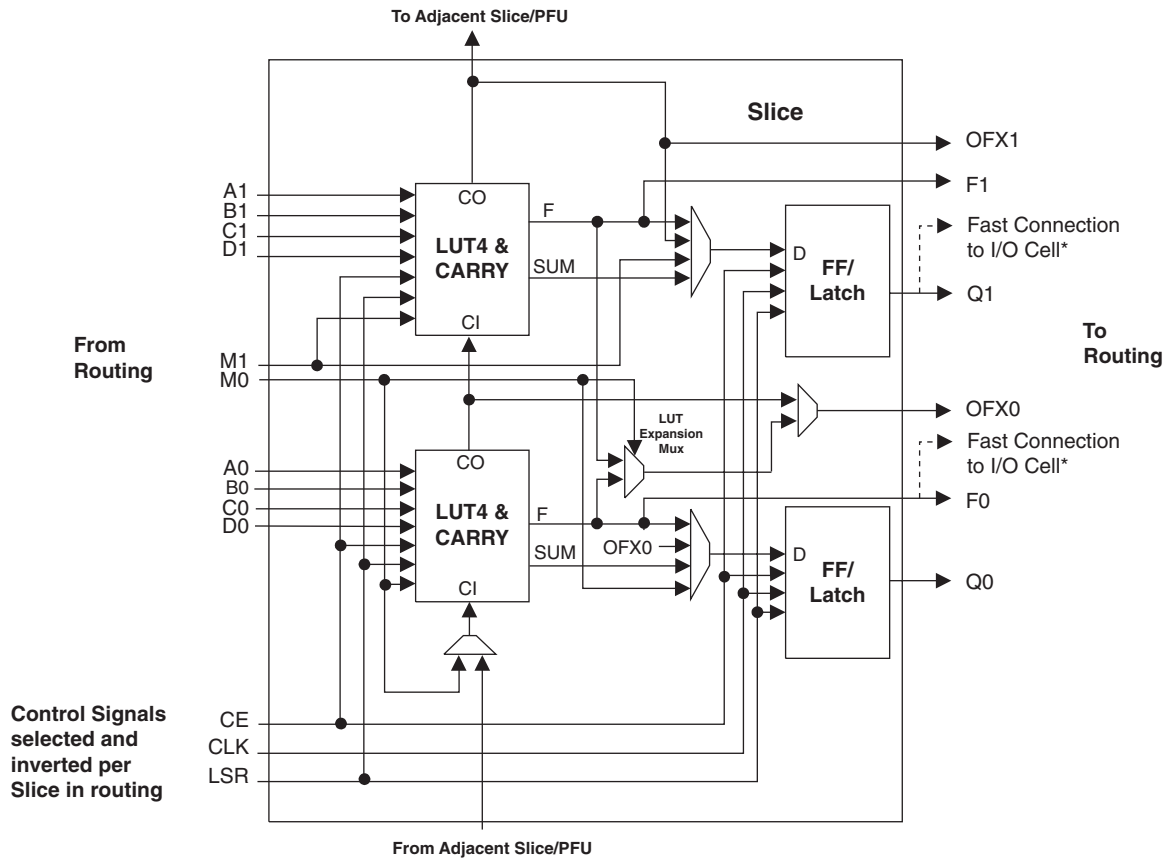 To Adjacent Slice/PFU
Slice
OFX1
F1
Fast Connection
to I/O Cell*
Q1
A1
B1
C1
D1
CO
LUT4 &
CARRY
CI
F
SUM
D
FF/
Latch
From
Routing
To
Routing
M1
M0
LUT
Expansion
Mux
OFX0
Fast Connection
to I/O Cell*
F0
A0
B0
C0
D0
CO
LUT4 &
CARRY
CI
F
OFX0
SUM
D
FF/
Latch
Q0
Control Signals
selected and
inverted per
Slice in routing
CE
CLK
LSR
From Adjacent Slice/PFU